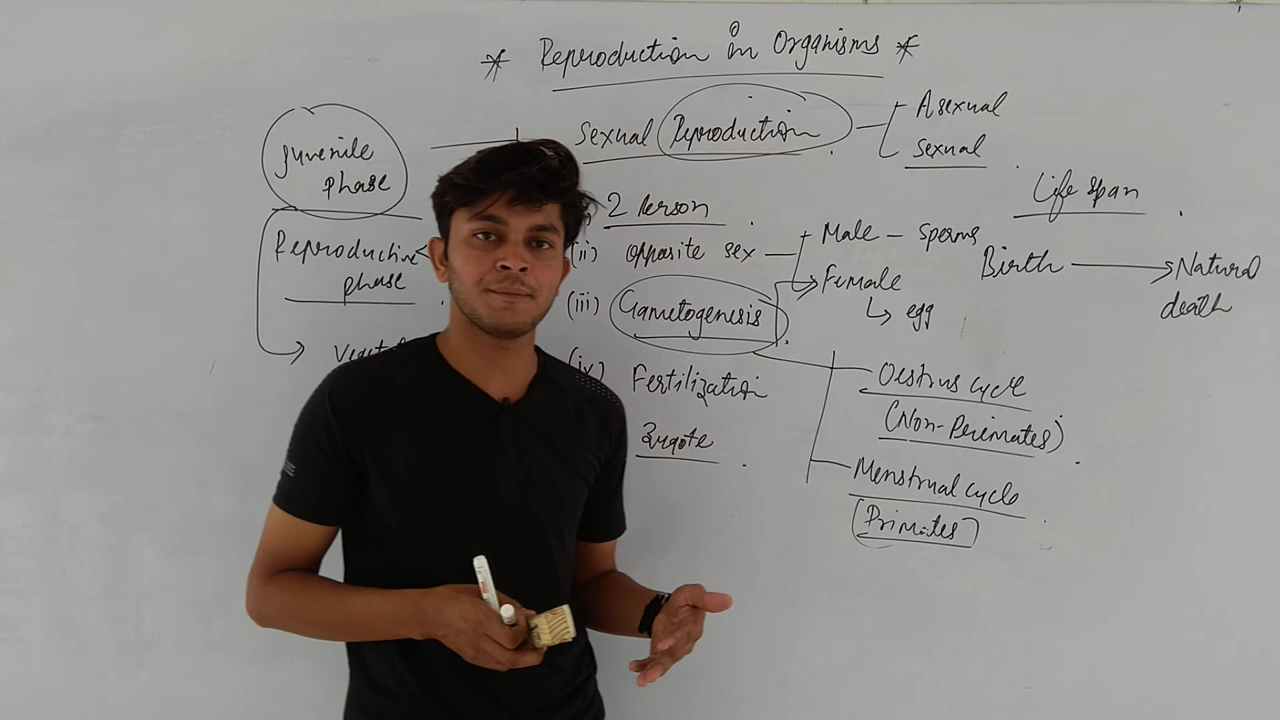 * Reproduction in Organisms *
Juvenile
phase
Sexual Reproduction
Asexual
Sexual
Life span
Birth → Natural
death
Reproductive
phase
2 Person
(ii) Opposite sex
Male - Sperms
Female
↳ egg
(iii) Gametogenesis
(iv) Fertilization
Zygote
Oestrus cycle
(Non-Perimates)
Menstrual cycle
(Primates)